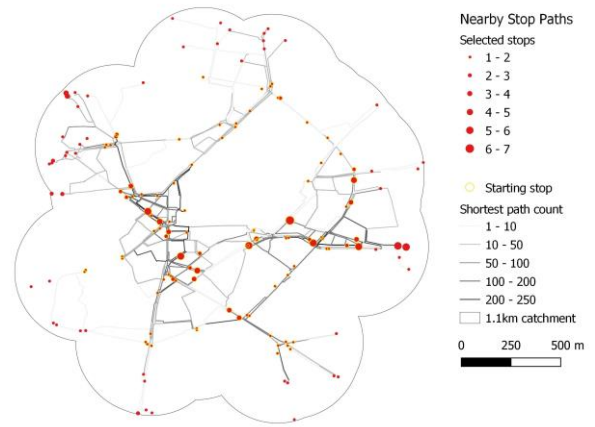 Nearby Stop Paths
Selected stops
1 - 2
2 - 3
3 - 4
4 - 5
5 - 6
6 - 7
Starting stop
Shortest path count
1 - 10
10 - 50
50 - 100
100 - 200
200 - 250
1.1km catchment
0 250 500 m